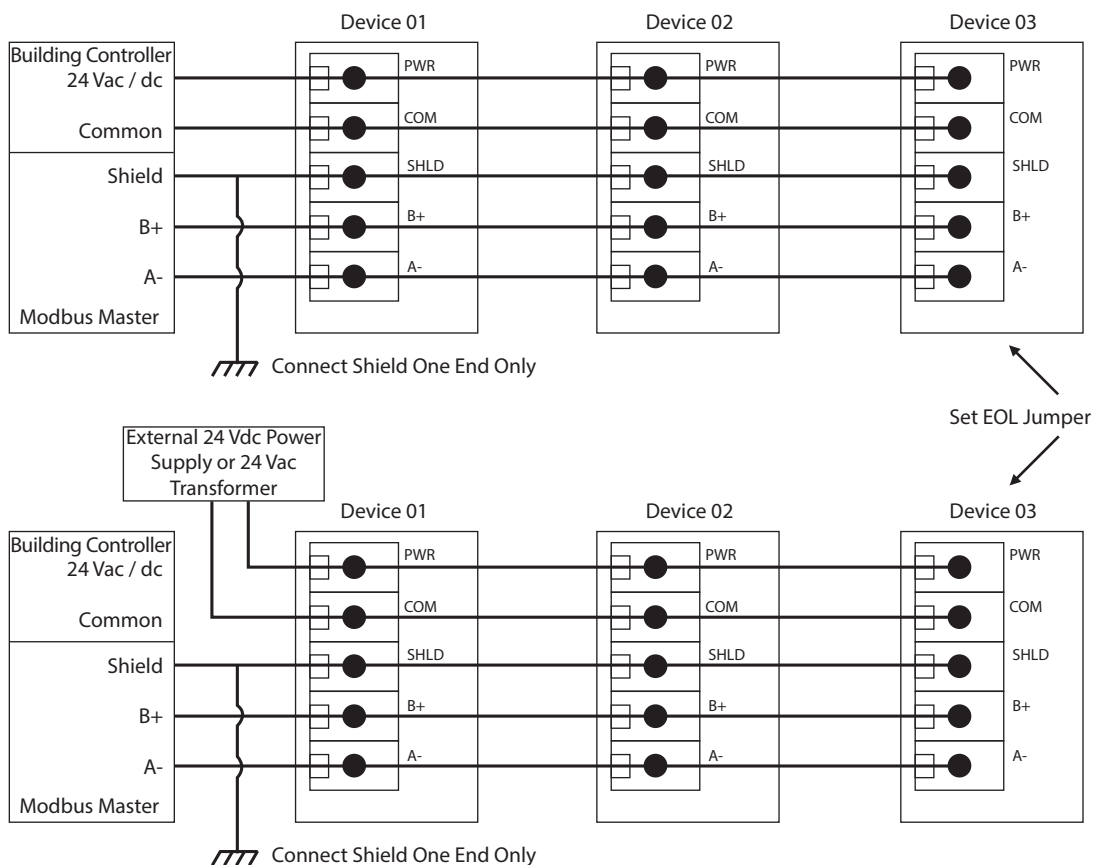 Device 01
Device 02
Device 03
Building Controller
24 Vac / dc
Common
Shield
B+
A-
Modbus Master
PWR
COM
SHLD
B+
A-
PWR
COM
SHLD
B+
A-
PWR
COM
SHLD
B+
A-
Connect Shield One End Only
Set EOL Jumper
External 24 Vdc Power
Supply or 24 Vac
Transformer
Device 01
Device 02
Device 03
Building Controller
24 Vac / dc
Common
Shield
B+
A-
Modbus Master
PWR
COM
SHLD
B+
A-
PWR
COM
SHLD
B+
A-
PWR
COM
SHLD
B+
A-
Connect Shield One End Only